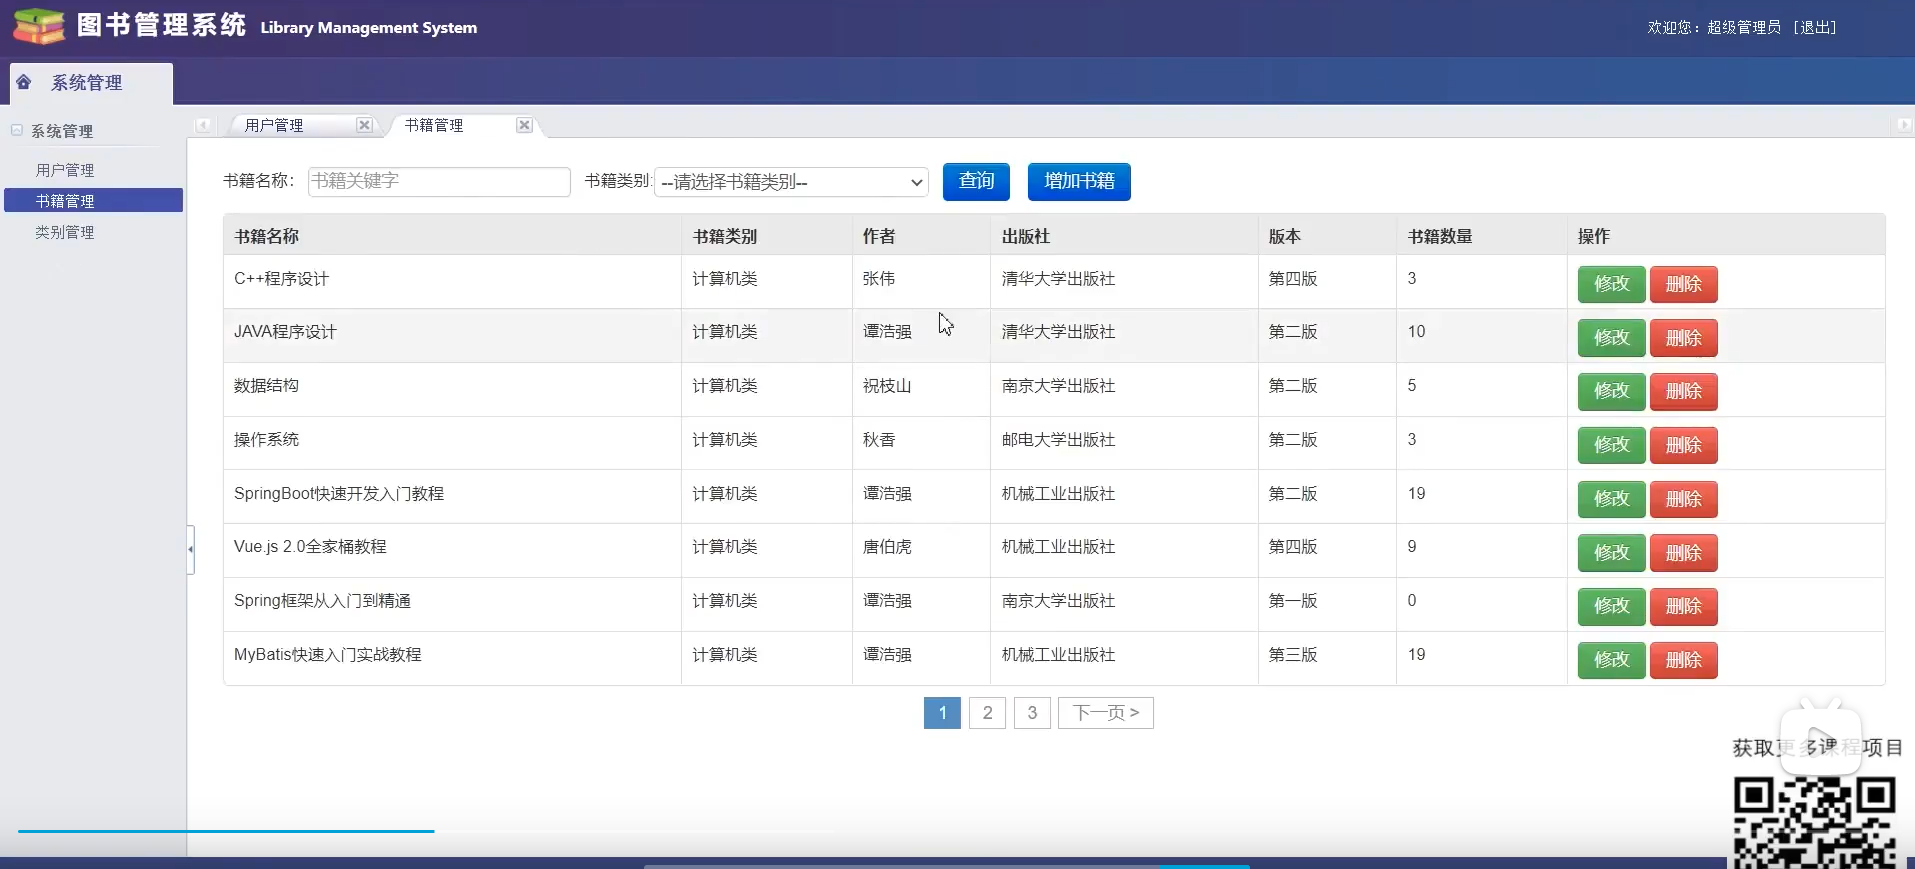 图书管理系统 Library Management System
欢迎您：超级管理员 [退出]
系统管理
系统管理
用户管理
书籍管理
类别管理
用户管理 书籍管理
书籍名称： 书籍关键字 书籍类别: --请选择书籍类别-- 查询 增加书籍
书籍名称 书籍类别 作者 出版社 版本 书籍数量 操作
C++程序设计 计算机类 张伟 清华大学出版社 第四版 3 修改 删除
JAVA程序设计 计算机类 谭浩强 清华大学出版社 第二版 10 修改 删除
数据结构 计算机类 祝枝山 南京大学出版社 第二版 5 修改 删除
操作系统 计算机类 秋香 邮电大学出版社 第二版 3 修改 删除
SpringBoot快速开发入门教程 计算机类 谭浩强 机械工业出版社 第二版 19 修改 删除
Vue.js 2.0全家桶教程 计算机类 唐伯虎 机械工业出版社 第四版 9 修改 删除
Spring框架从入门到精通 计算机类 谭浩强 南京大学出版社 第一版 0 修改 删除
MyBatis快速入门实战教程 计算机类 谭浩强 机械工业出版社 第三版 19 修改 删除
1 2 3 下一页 >
获取更多课程项目